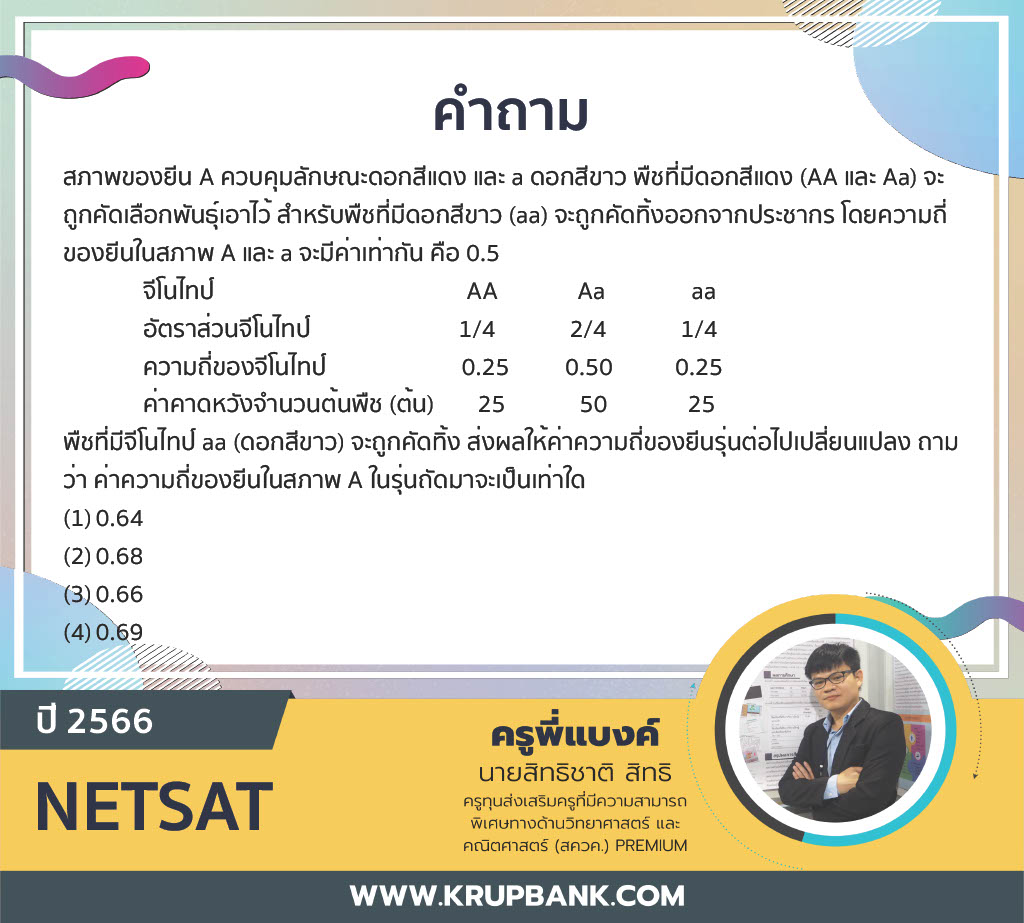 คำถาม
สภาพของยีน A ควบคุมลักษณะดอกสีแดง และ a ดอกสีขาว พืชที่มีดอกสีแดง (AA และ Aa) จะ
ถูกคัดเลือกพันธุ์เอาไว้ สำหรับพืชที่มีดอกสีขาว (aa) จะถูกคัดทิ้งออกจากประชากร โดยความถี่
ของยีนในสภาพ A และ a จะมีค่าเท่ากัน คือ 0.5
จีโนไทป์ AA Aa aa
อัตราส่วนจีโนไทป์ 1/4 2/4 1/4
ความถี่ของจีโนไทป์ 0.25 0.50 0.25
ค่าคาดหวังจำนวนต้นพืช (ต้น) 25 50 25
พืชที่มีจีโนไทป์ aa (ดอกสีขาว) จะถูกคัดทิ้ง ส่งผลให้ค่าความถี่ของยีนรุ่นต่อไปเปลี่ยนแปลง ถาม
ว่า ค่าความถี่ของยีนในสภาพ A ในรุ่นถัดมาจะเป็นเท่าใด
(1) 0.64
(2) 0.68
(3) 0.66
(4) 0.69
ปี 2566
NETSAT
ครูพี่แบงค์
นายสิทธิชาติ สิทธิ
ครูทุนส่งเสริมครูที่มีความสามารถ
พิเศษทางด้านวิทยาศาสตร์ และ
คณิตศาสตร์ (สควค.) PREMIUM
WWW.KRUPBANK.COM